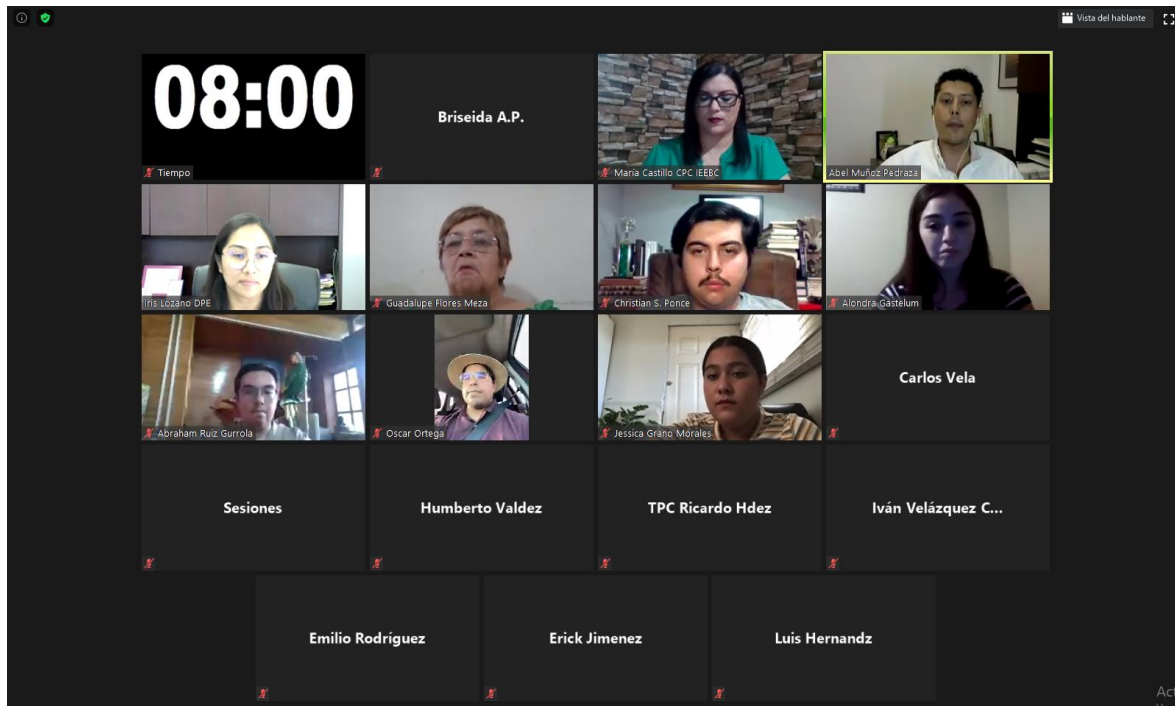 Vista del hablante
08:00
Tiempo
Briseida A.P.
María Castillo CPC IEEBC
Abel Muñoz Pedraza
Iris Lozano DPE
Guadalupe Flores Meza
Christian S. Ponce
Alondra Gastelum
Abraham Ruiz Gurrola
Oscar Ortega
Jessica Grano Morales
Carlos Vela
Sesiones
Humberto Valdez
TPC Ricardo Hdez
Iván Velázquez C...
Emilio Rodríguez
Erick Jimenez
Luis Hernandz
Act